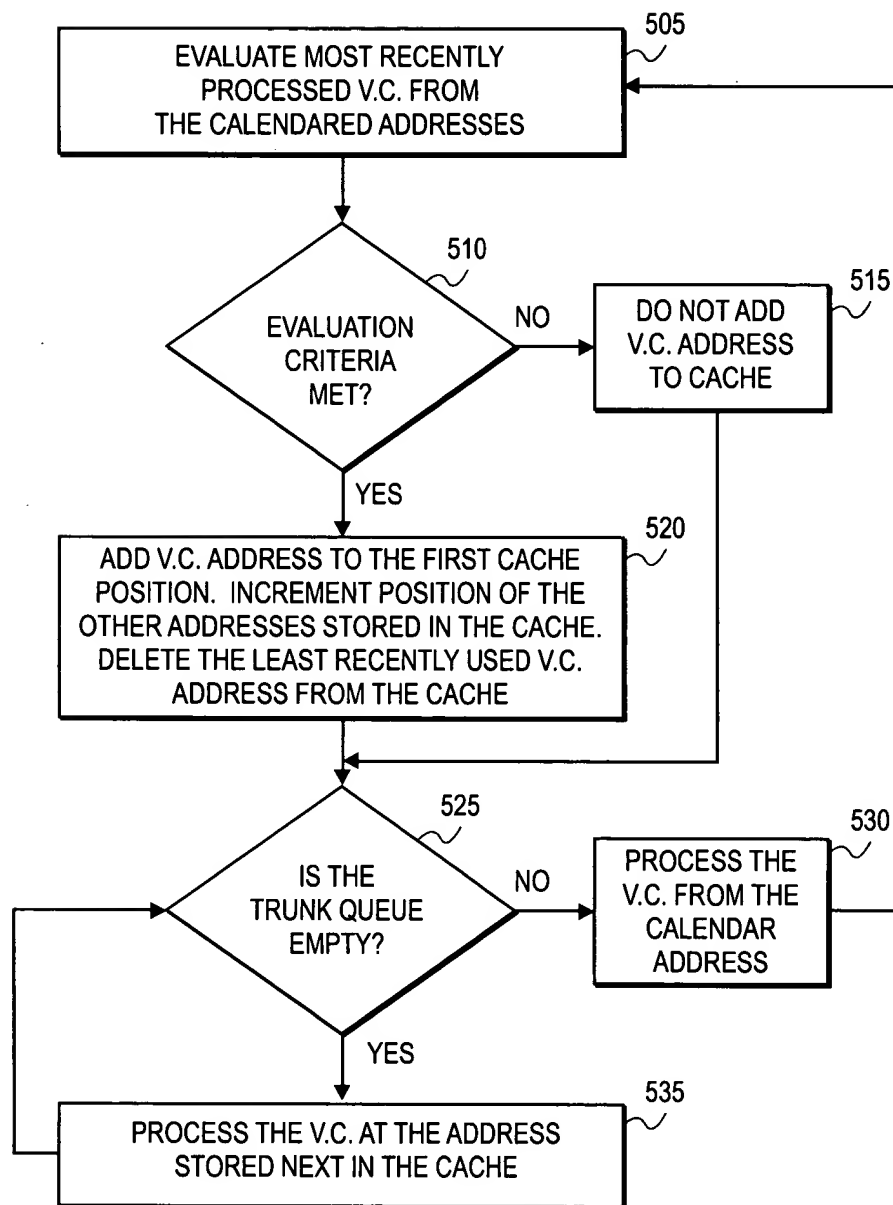 505
EVALUATE MOST RECENTLY
PROCESSED V.C. FROM
THE CALENDARED ADDRESSES
510
EVALUATION
CRITERIA
MET?
NO
515
DO NOT ADD
V.C. ADDRESS
TO CACHE
YES
520
ADD V.C. ADDRESS TO THE FIRST CACHE
POSITION. INCREMENT POSITION OF THE
OTHER ADDRESSES STORED IN THE CACHE.
DELETE THE LEAST RECENTLY USED V.C.
ADDRESS FROM THE CACHE
525
IS THE
TRUNK QUEUE
EMPTY?
NO
530
PROCESS THE
V.C. FROM THE
CALENDAR
ADDRESS
YES
535
PROCESS THE V.C. AT THE ADDRESS
STORED NEXT IN THE CACHE